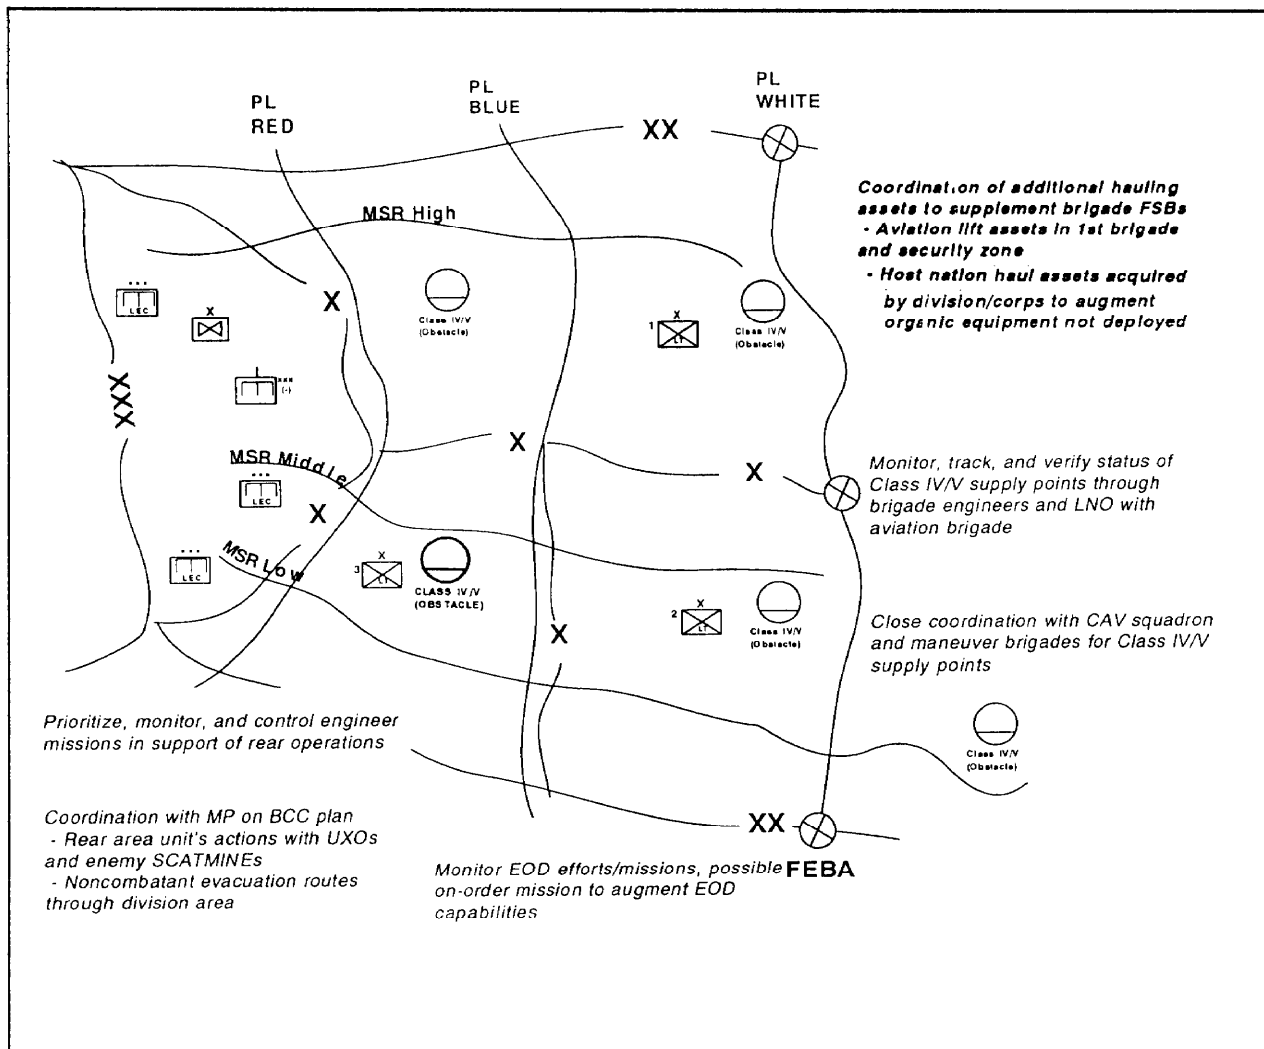 PL
RED
PL
BLUE
PL
WHITE
XX
MSR High
Coordination of additional hauling
assets to supplement brigade FSBs
- Aviation lift assets in 1st brigade
and security zone
- Host nation haul assets acquired
by division/corps to augment
organic equipment not deployed
LEC
X
X
Class IV/V
(Obstacle)
1
X
LT
Class IV/V
(Obstacle)
XXX
(-)
XXX
MSR Middle
LEC
X
X
X
Monitor, track, and verify status of
Class IV/V supply points through
brigade engineers and LNO with
aviation brigade
MSR Low
LEC
3
X
LT
CLASS IV/V
(OBSTACLE)
X
2
X
LT
Class IV/V
(Obstacle)
Close coordination with CAV squadron
and maneuver brigades for Class IV/V
supply points
Class IV/V
(Obstacle)
Prioritize, monitor, and control engineer
missions in support of rear operations
Coordination with MP on BCC plan
- Rear area unit's actions with UXOs
and enemy SCATMINEs
- Noncombatant evacuation routes
through division area
XX
FEBA
Monitor EOD efforts/missions, possible
on-order mission to augment EOD
capabilities